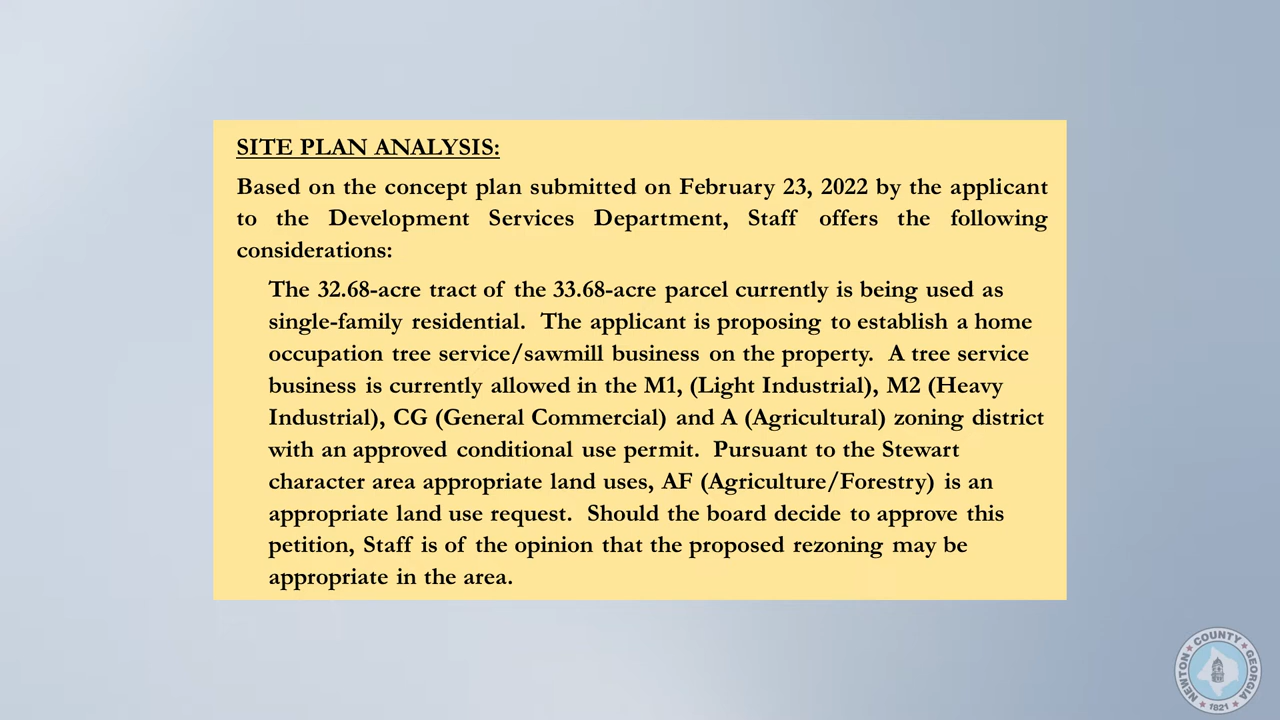 SITE PLAN ANALYSIS:
Based on the concept plan submitted on February 23, 2022 by the applicant
to the Development Services Department, Staff offers the following
considerations:
The 32.68-acre tract of the 33.68-acre parcel currently is being used as
single-family residential. The applicant is proposing to establish a home
occupation tree service/sawmill business on the property. A tree service
business is currently allowed in the M1, (Light Industrial), M2 (Heavy
Industrial), CG (General Commercial) and A (Agricultural) zoning district
with an approved conditional use permit. Pursuant to the Stewart
character area appropriate land uses, AF (Agriculture/Forestry) is an
appropriate land use request. Should the board decide to approve this
petition, Staff is of the opinion that the proposed rezoning may be
appropriate in the area.
NEWTON COUNTY GEORGIA
1821